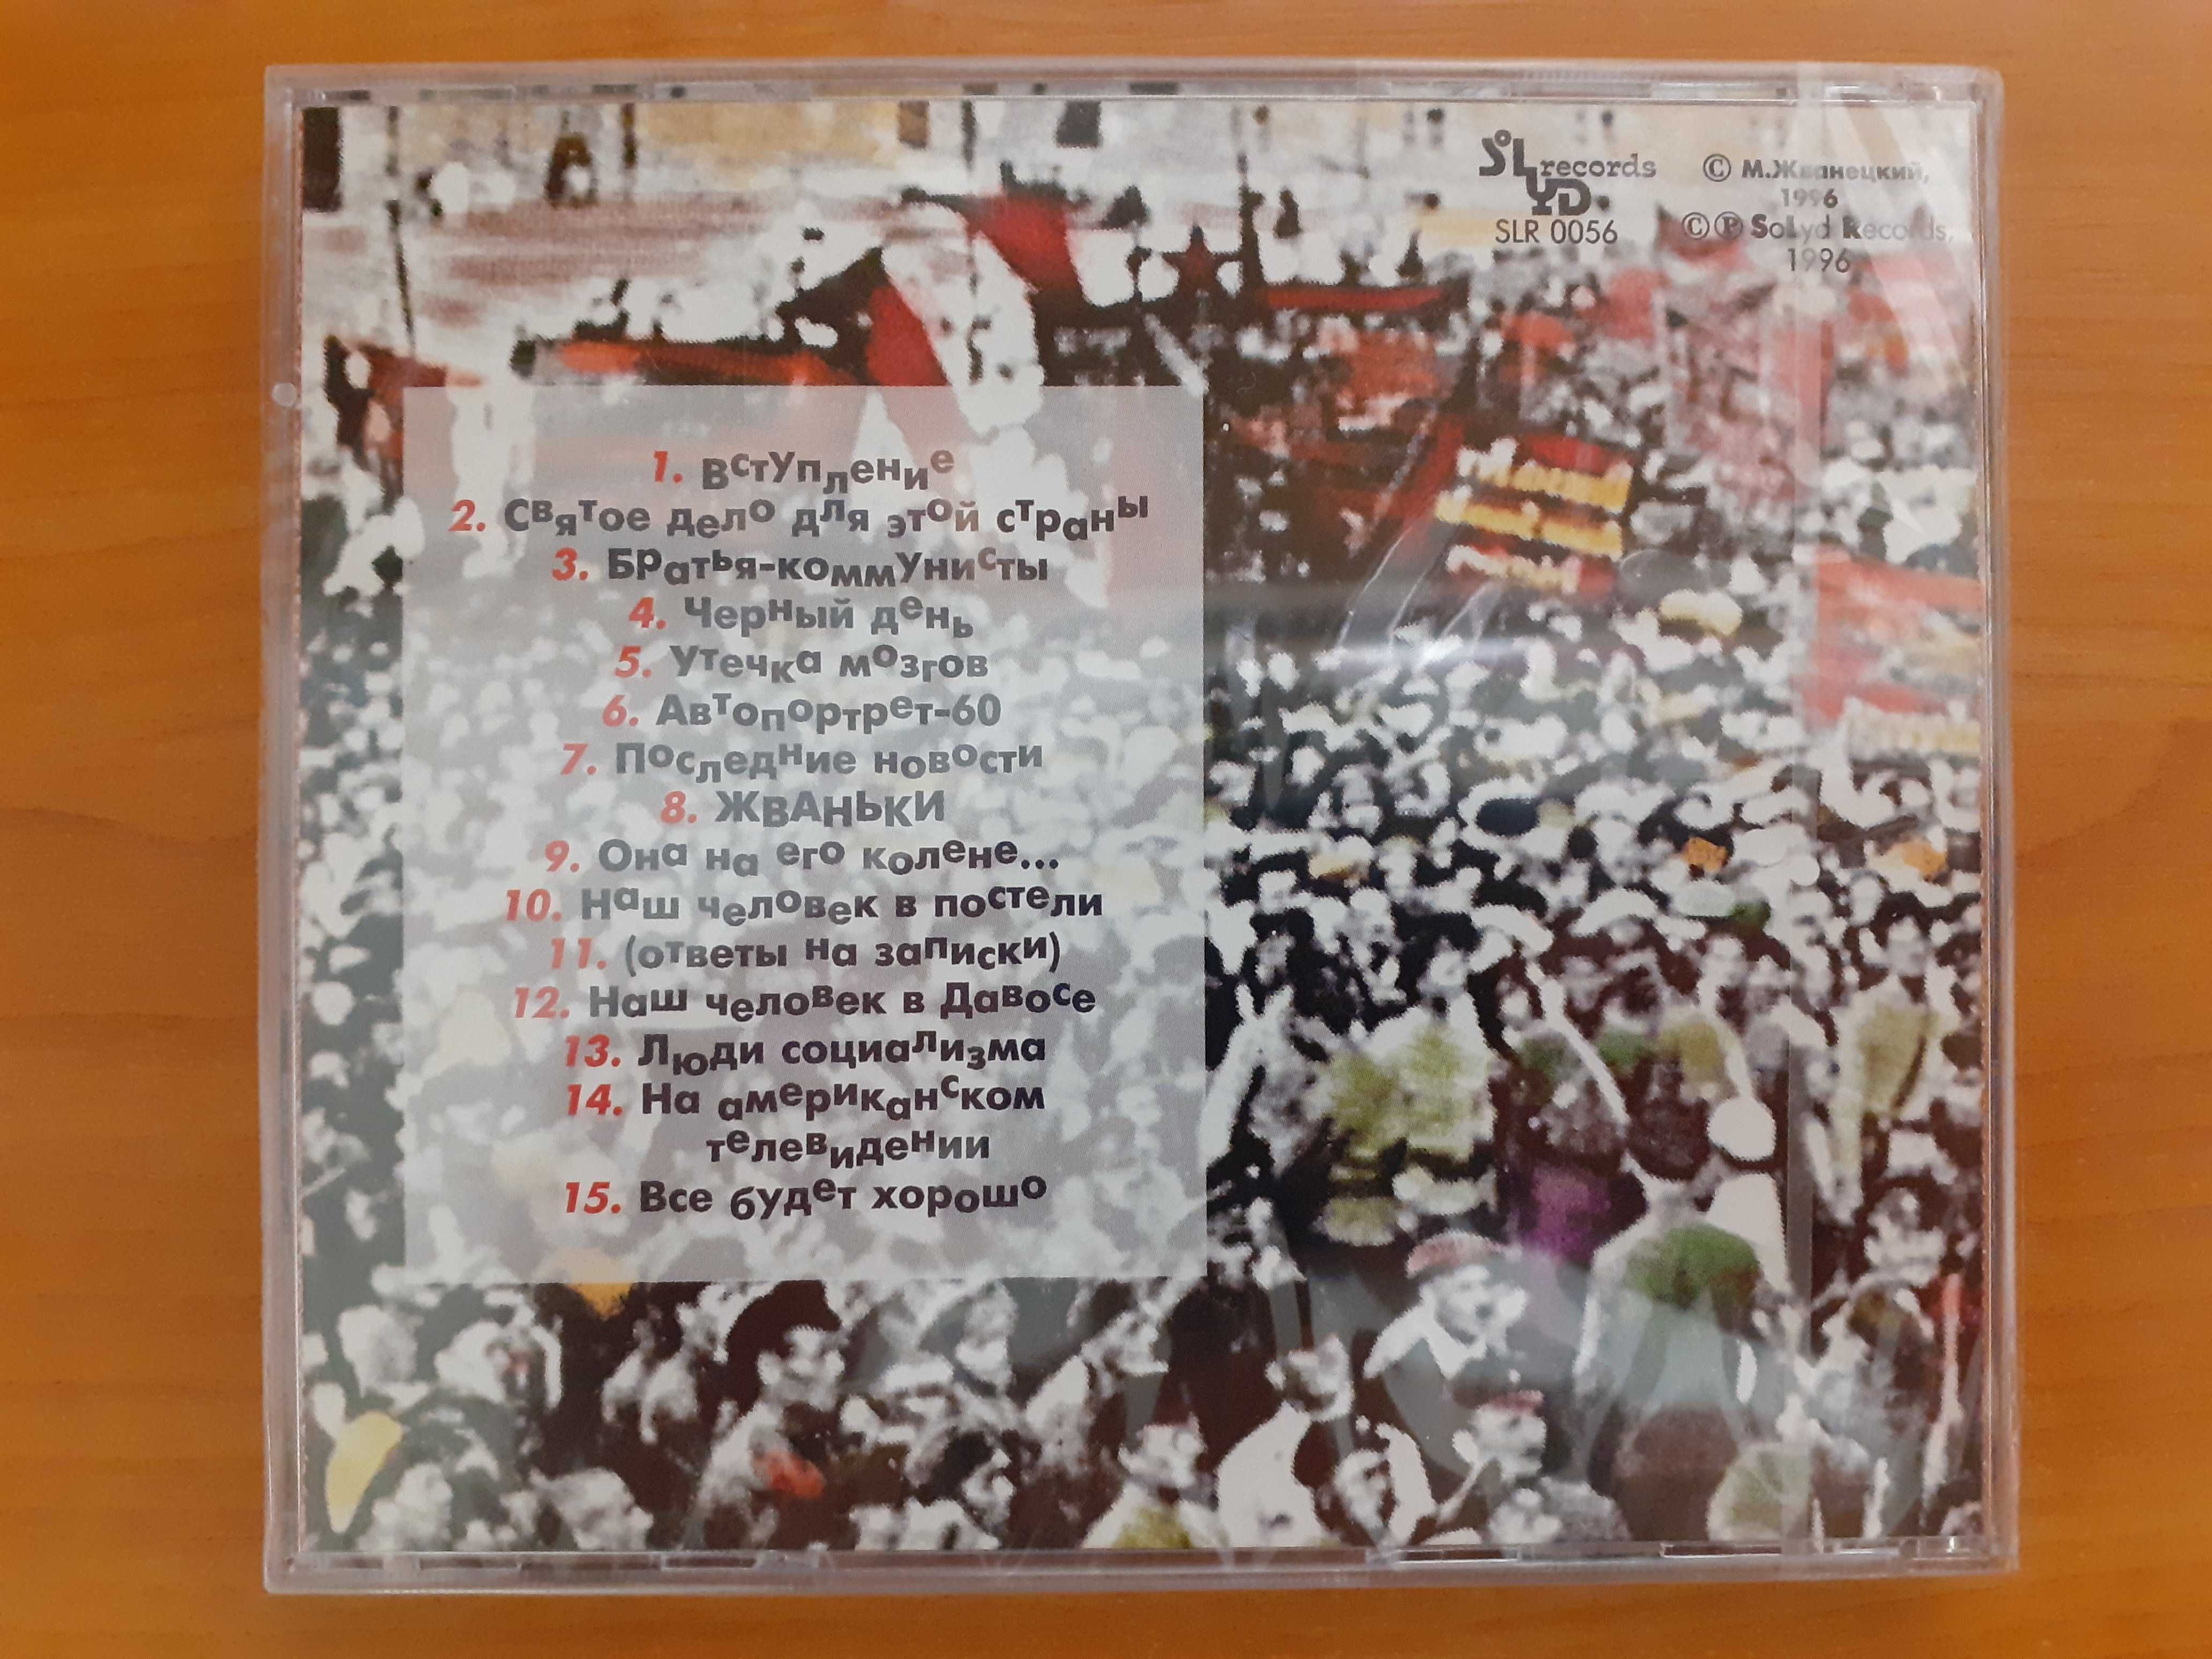 SoLYD records
SLR 0056
© М.Жванецкий,
1996
©℗ SoLyd Records,
1996
1. Вступление
2. Святое дело для этой страны
3. Братья-коммунисты
4. Черный день
5. Утечка мозгов
6. Автопортрет-60
7. Последние новости
8. ЖВАНЬКИ
9. Она на его колене...
10. Наш человек в постели
11. (ответы на записки)
12. Наш человек в Давосе
13. Люди социализма
14. На американском
телевидении
15. Все будет хорошо